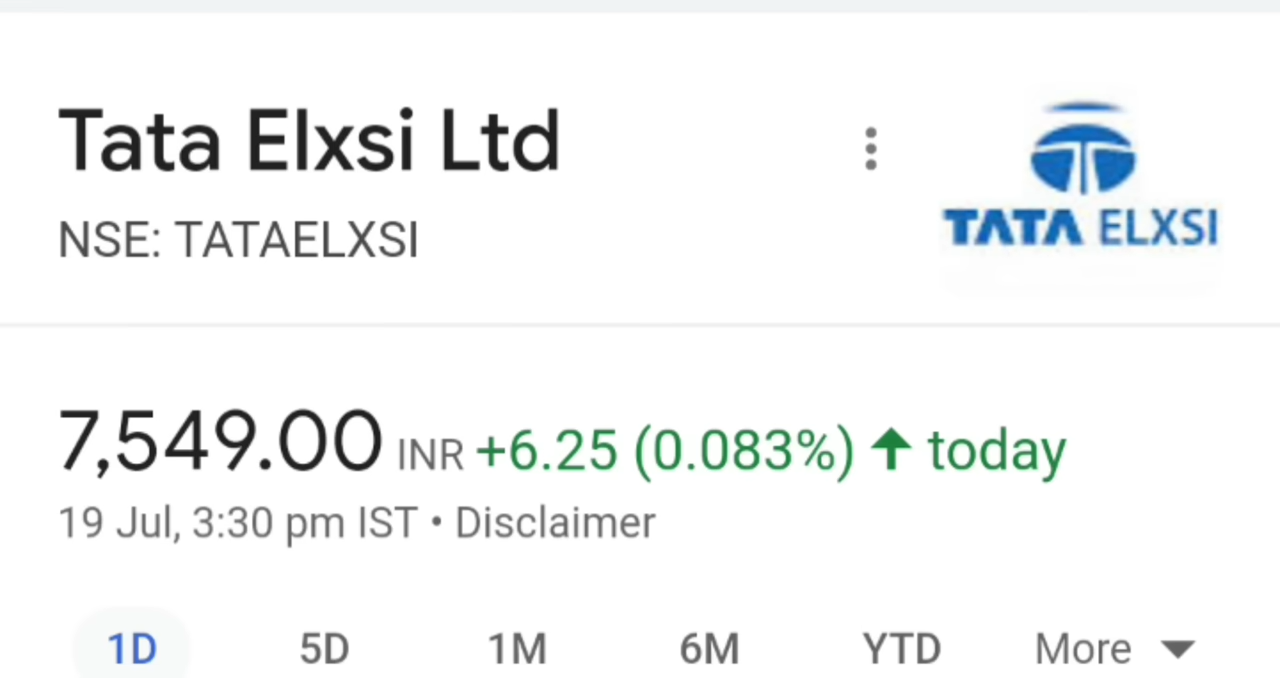 Tata Elxsi Ltd
NSE: TATAELXSI
TATA ELXSI
7,549.00 INR +6.25 (0.083%) ↑ today
19 Jul, 3:30 pm IST • Disclaimer
1D 5D 1M 6M YTD More